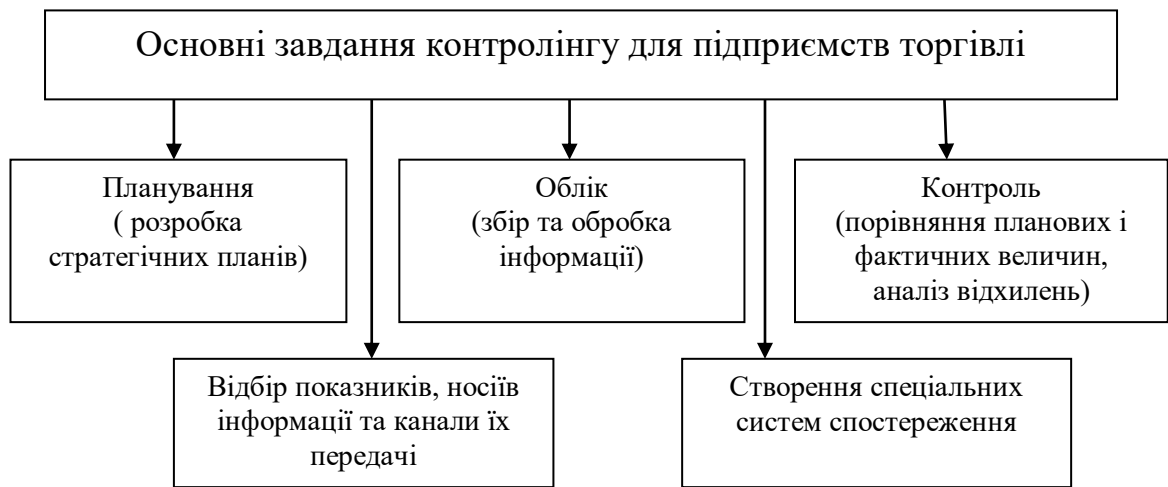 Основні завдання контролінгу для підприємств торгівлі
Планування
( розробка
стратегічних планів)
Облік
(збір та обробка
інформації)
Контроль
(порівняння планових і
фактичних величин,
аналіз відхилень)
Відбір показників, носіїв
інформації та канали їх
передачі
Створення спеціальних
систем спостереження